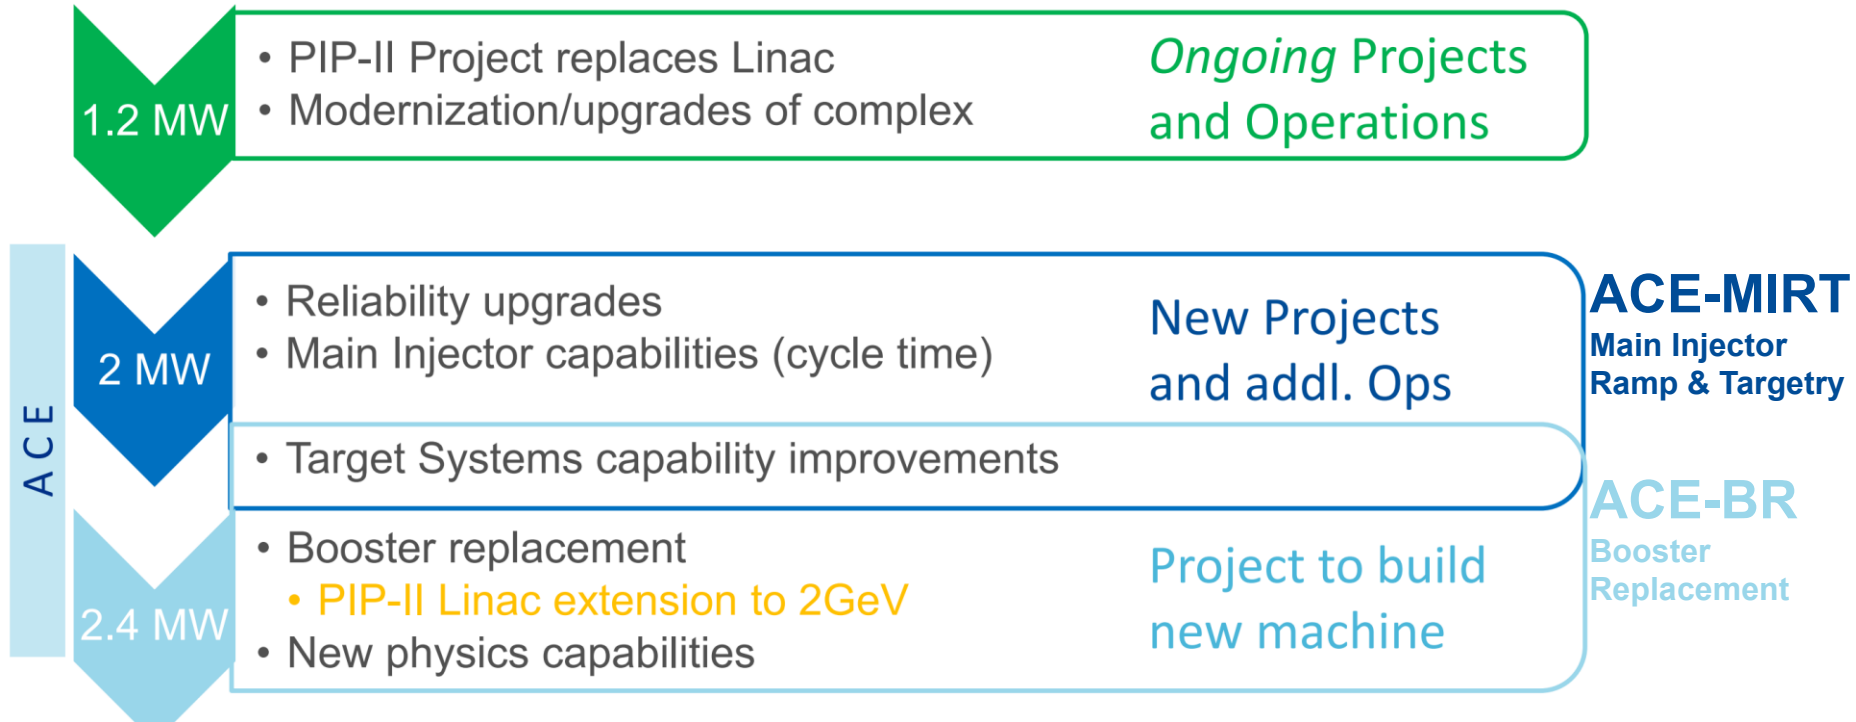 1.2 MW
• PIP-II Project replaces Linac
• Modernization/upgrades of complex
Ongoing Projects
and Operations
ACE
2 MW
• Reliability upgrades
• Main Injector capabilities (cycle time)
New Projects
and addl. Ops
ACE-MIRT
Main Injector
Ramp & Targetry
• Target Systems capability improvements
2.4 MW
• Booster replacement
• PIP-II Linac extension to 2GeV
• New physics capabilities
Project to build
new machine
ACE-BR
Booster
Replacement